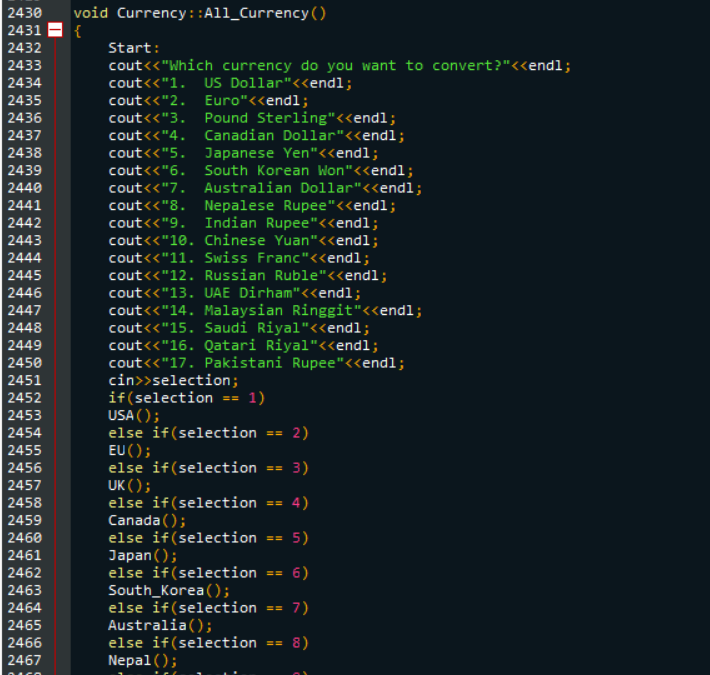 2430 void Currency::All_Currency()
2431 {
2432 Start:
2433 cout<<"Which currency do you want to convert?"<<endl;
2434 cout<<"1.  US Dollar"<<endl;
2435 cout<<"2.  Euro"<<endl;
2436 cout<<"3.  Pound Sterling"<<endl;
2437 cout<<"4.  Canadian Dollar"<<endl;
2438 cout<<"5.  Japanese Yen"<<endl;
2439 cout<<"6.  South Korean Won"<<endl;
2440 cout<<"7.  Australian Dollar"<<endl;
2441 cout<<"8.  Nepalese Rupee"<<endl;
2442 cout<<"9.  Indian Rupee"<<endl;
2443 cout<<"10. Chinese Yuan"<<endl;
2444 cout<<"11. Swiss Franc"<<endl;
2445 cout<<"12. Russian Ruble"<<endl;
2446 cout<<"13. UAE Dirham"<<endl;
2447 cout<<"14. Malaysian Ringgit"<<endl;
2448 cout<<"15. Saudi Riyal"<<endl;
2449 cout<<"16. Qatari Riyal"<<endl;
2450 cout<<"17. Pakistani Rupee"<<endl;
2451 cin>>selection;
2452 if(selection == 1)
2453 USA();
2454 else if(selection == 2)
2455 EU();
2456 else if(selection == 3)
2457 UK();
2458 else if(selection == 4)
2459 Canada();
2460 else if(selection == 5)
2461 Japan();
2462 else if(selection == 6)
2463 South_Korea();
2464 else if(selection == 7)
2465 Australia();
2466 else if(selection == 8)
2467 Nepal();